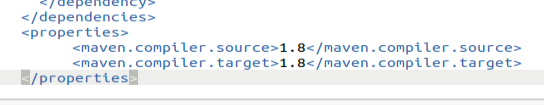 </dependency>
</dependencies>
<properties>
<maven.compiler.source>1.8</maven.compiler.source>
<maven.compiler.target>1.8</maven.compiler.target>
</properties>